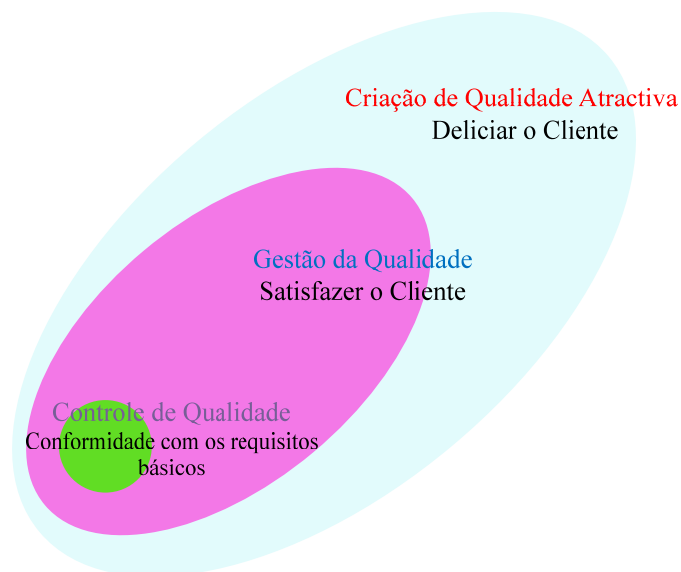 Criação de Qualidade Atractiva
Deliciar o Cliente
Gestão da Qualidade
Satisfazer o Cliente
Controle de Qualidade
Conformidade com os requisitos
básicos